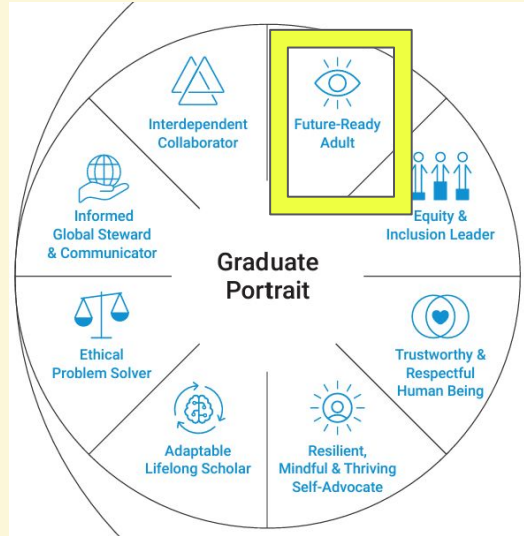 Interdependent
Collaborator
Future-Ready
Adult
Equity &
Inclusion Leader
Trustworthy &
Respectful
Human Being
Resilient,
Mindful & Thriving
Self-Advocate
Adaptable
Lifelong Scholar
Ethical
Problem Solver
Informed
Global Steward
& Communicator
Graduate
Portrait